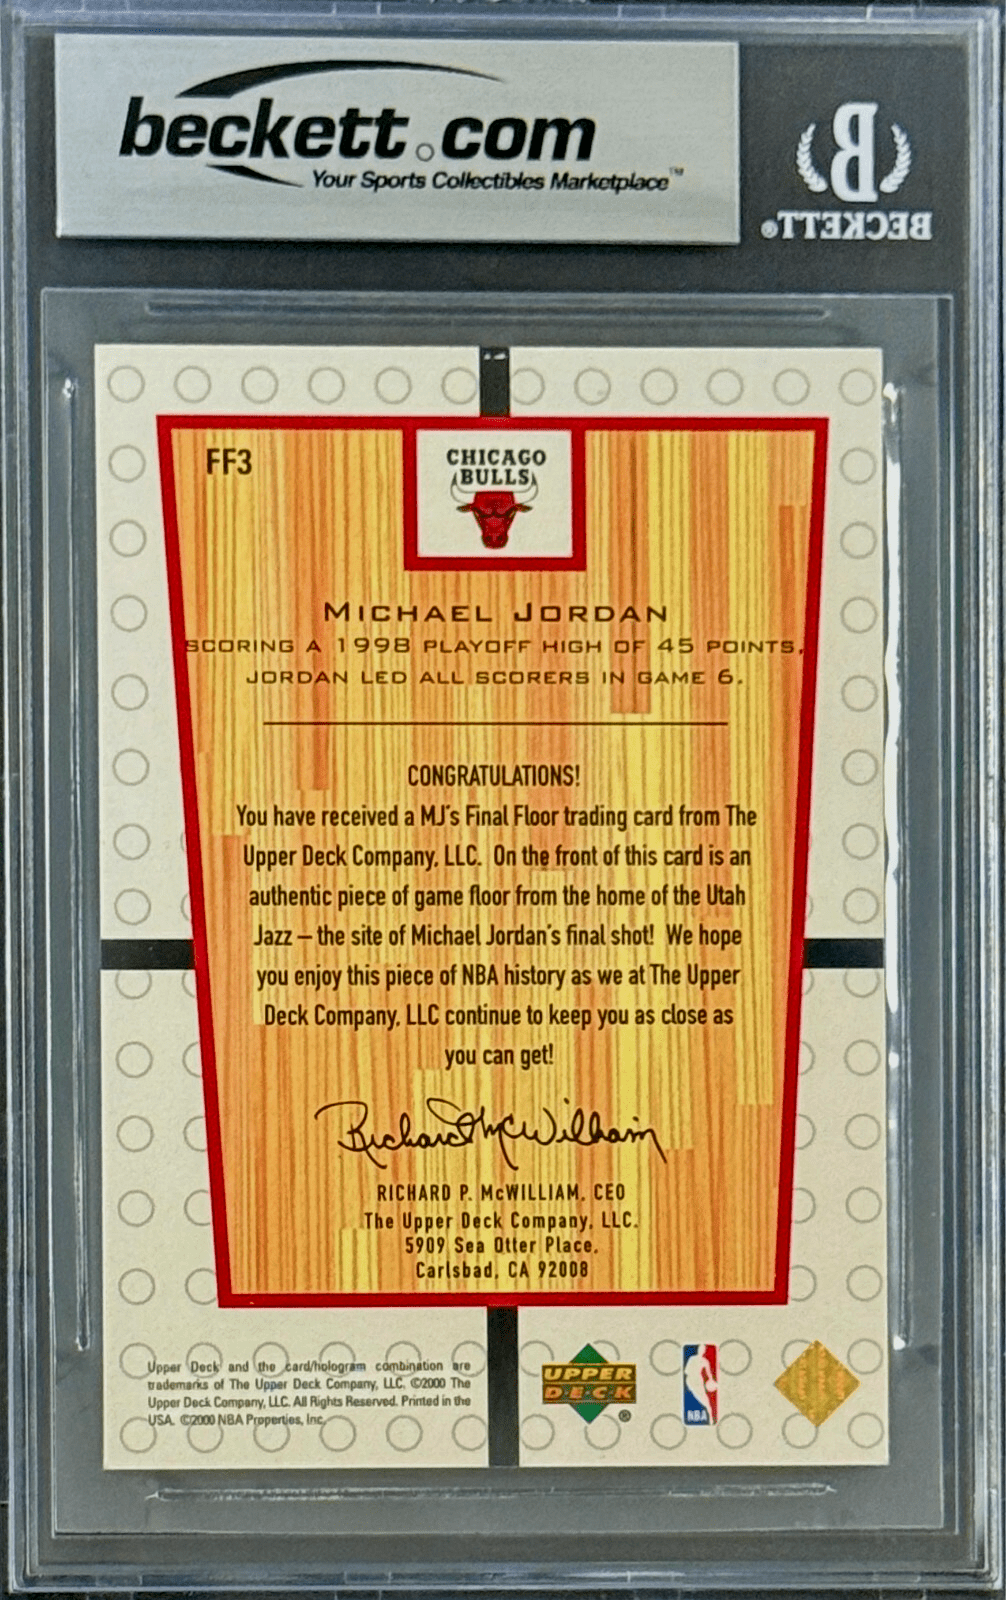 beckett.com
Your Sports Collectibles Marketplace™
B
BECKETT®
FF3
CHICAGO
BULLS
MICHAEL JORDAN
SCORING A 1998 PLAYOFF HIGH OF 45 POINTS,
JORDAN LED ALL SCORERS IN GAME 6.
CONGRATULATIONS!
You have received a MJ's Final Floor trading card from The
Upper Deck Company, LLC. On the front of this card is an
authentic piece of game floor from the home of the Utah
Jazz – the site of Michael Jordan's final shot! We hope
you enjoy this piece of NBA history as we at The Upper
Deck Company, LLC continue to keep you as close as
you can get!
Richard P. McWilliam
RICHARD P. McWILLIAM, CEO
The Upper Deck Company, LLC.
5909 Sea Otter Place,
Carlsbad, CA 92008
Upper Deck and the card/hologram combination are
trademarks of The Upper Deck Company, LLC. ©2000 The
Upper Deck Company, LLC. All Rights Reserved. Printed in the
USA. ©2000 NBA Properties, Inc.
UPPER
DECK®
NBA